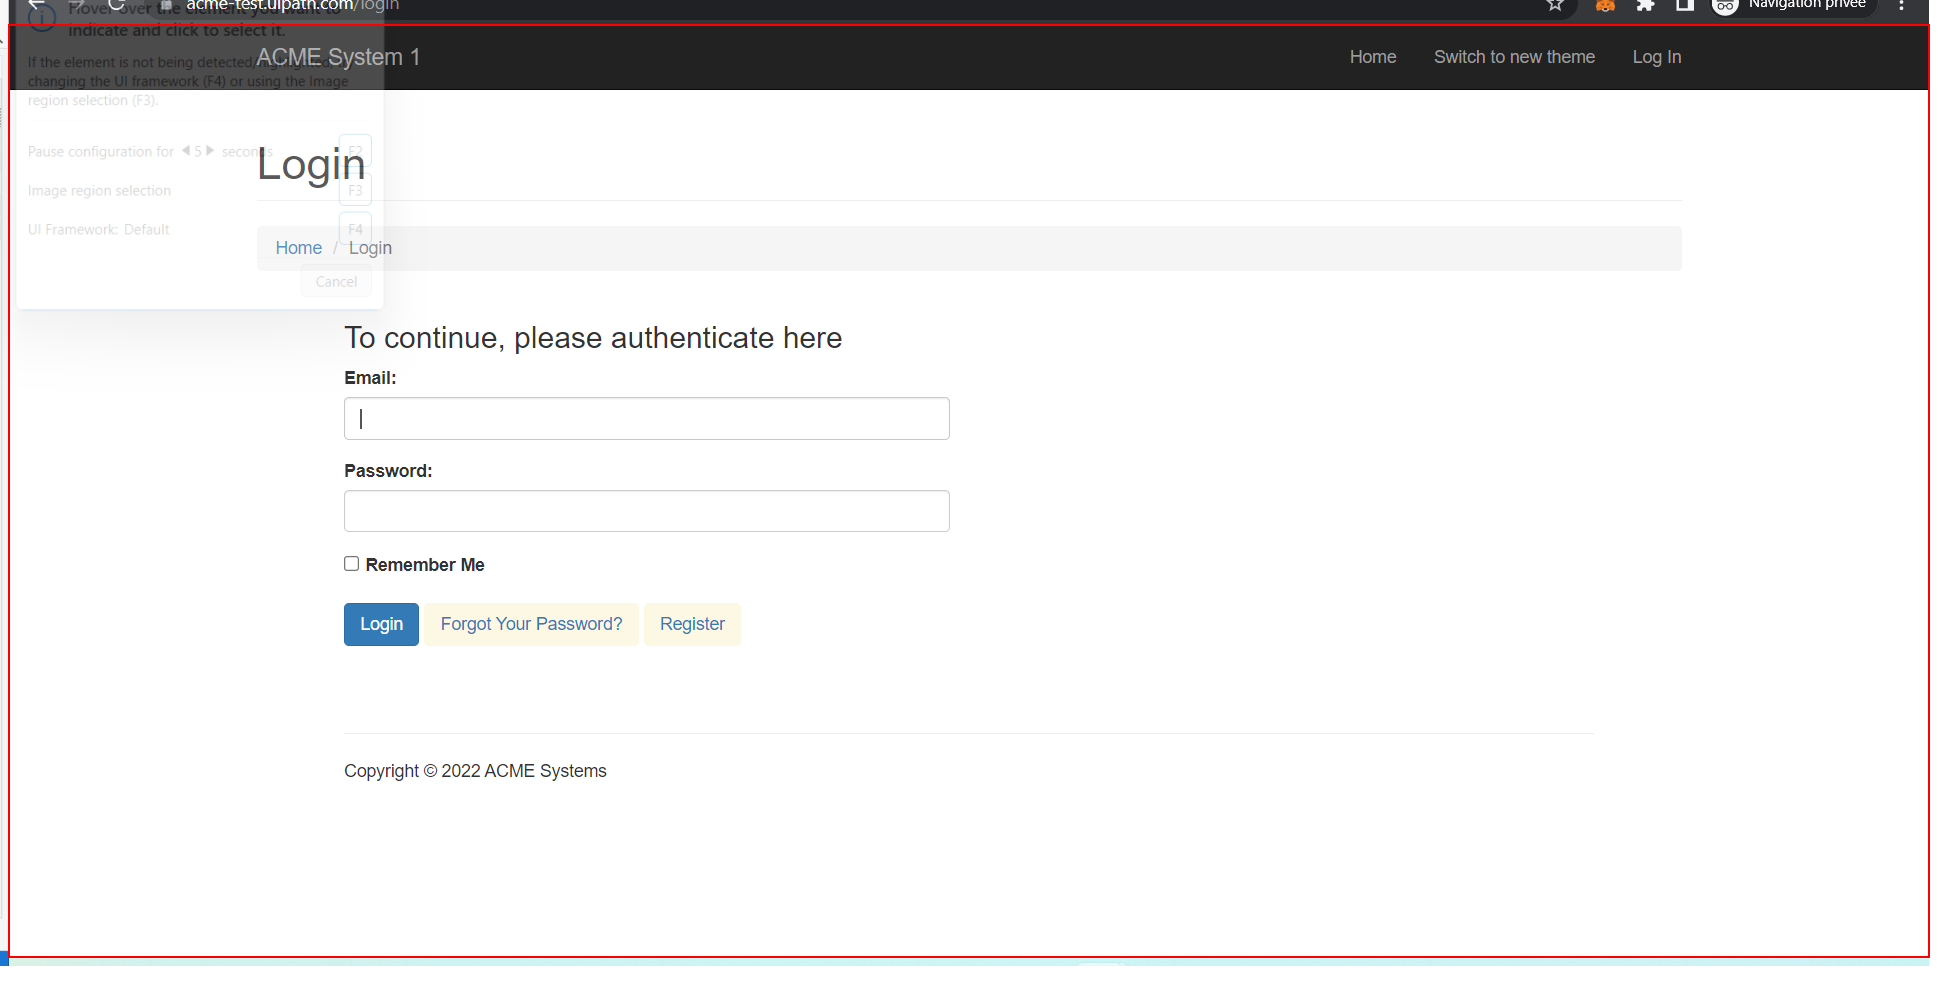 acme-test.uipath.com/login
Navigation privée
Hover over the element you want to
indicate and click to select it.
If the element is not being detected
changing the UI framework (F4) or using the Image
region selection (F3).
Pause configuration for 5 seconds F2
Image region selection F3
UI Framework: Default F4
Cancel
ACME System 1
Home Switch to new theme Log In
Login
Home / Login
To continue, please authenticate here
Email:
Password:
Remember Me
Login Forgot Your Password? Register
Copyright © 2022 ACME Systems